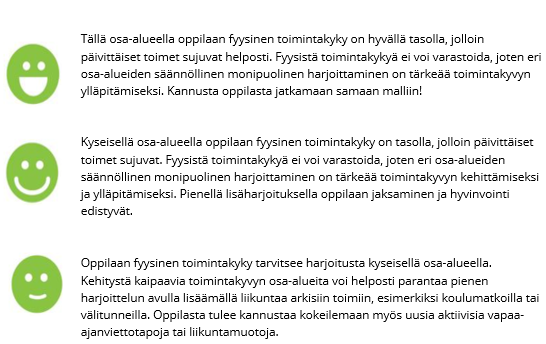 Tällä osa-alueella oppilaan fyysinen toimintakyky on hyvällä tasolla, jolloin
päivittäiset toimet sujuvat helposti. Fyysistä toimintakykyä ei voi varastoida, joten eri
osa-alueiden säännöllinen monipuolinen harjoittaminen on tärkeää toimintakyvyn
ylläpitämiseksi. Kannusta oppilasta jatkamaan samaan malliin!
Kyseisellä osa-alueella oppilaan fyysinen toimintakyky on tasolla, jolloin päivittäiset
toimet sujuvat. Fyysistä toimintakykyä ei voi varastoida, joten eri osa-alueiden
säännöllinen monipuolinen harjoittaminen on tärkeää toimintakyvyn kehittämiseksi
ja ylläpitämiseksi. Pienellä lisäharjoituksella oppilaan jaksaminen ja hyvinvointi
edistyvät.
Oppilaan fyysinen toimintakyky tarvitsee harjoitusta kyseisellä osa-alueella.
Kehitystä kaipaavia toimintakyvyn osa-alueita voi helposti parantaa pienen
harjoittelun avulla lisäämällä liikuntaa arkisiin toimiin, esimerkiksi koulumatkoilla tai
välitunneilla. Oppilasta tulee kannustaa kokeilemaan myös uusia aktiivisia vapaa-
ajanviettotapoja tai liikuntamuotoja.